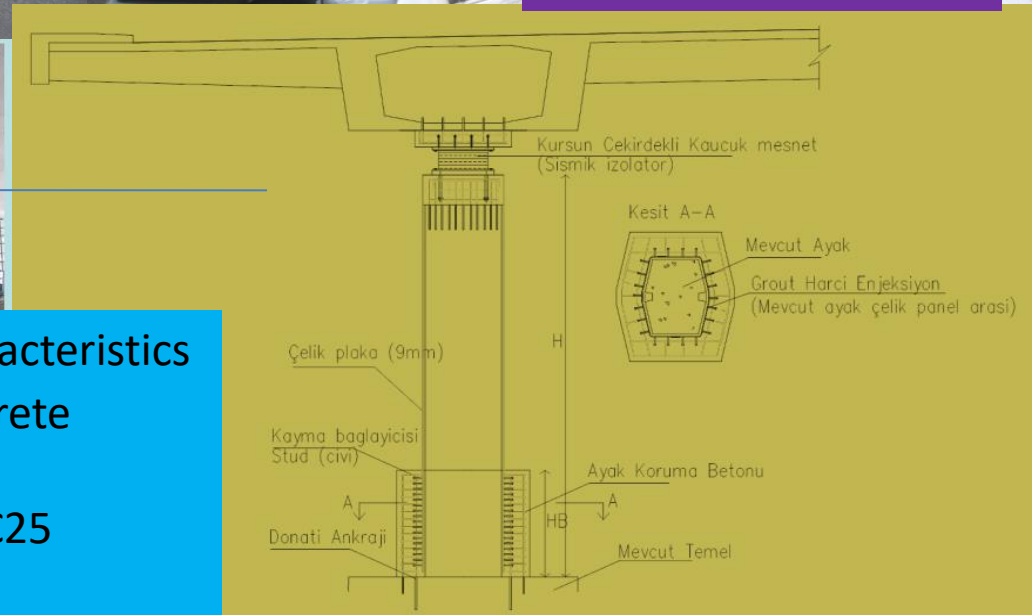 Kursun Cekirdekli Kaucuk mesnet
(Sismik izolator)
Kesit A-A
Mevcut Ayak
Grout Harci Enjeksiyon
(Mevcut ayak çelik panel arasi)
H
Çelik plaka (9mm)
Kayma baglayicisi
Stud (civi)
Ayak Koruma Betonu
A
A
HB
Donati Ankraji
Mevcut Temel
acteristics
rete
C25